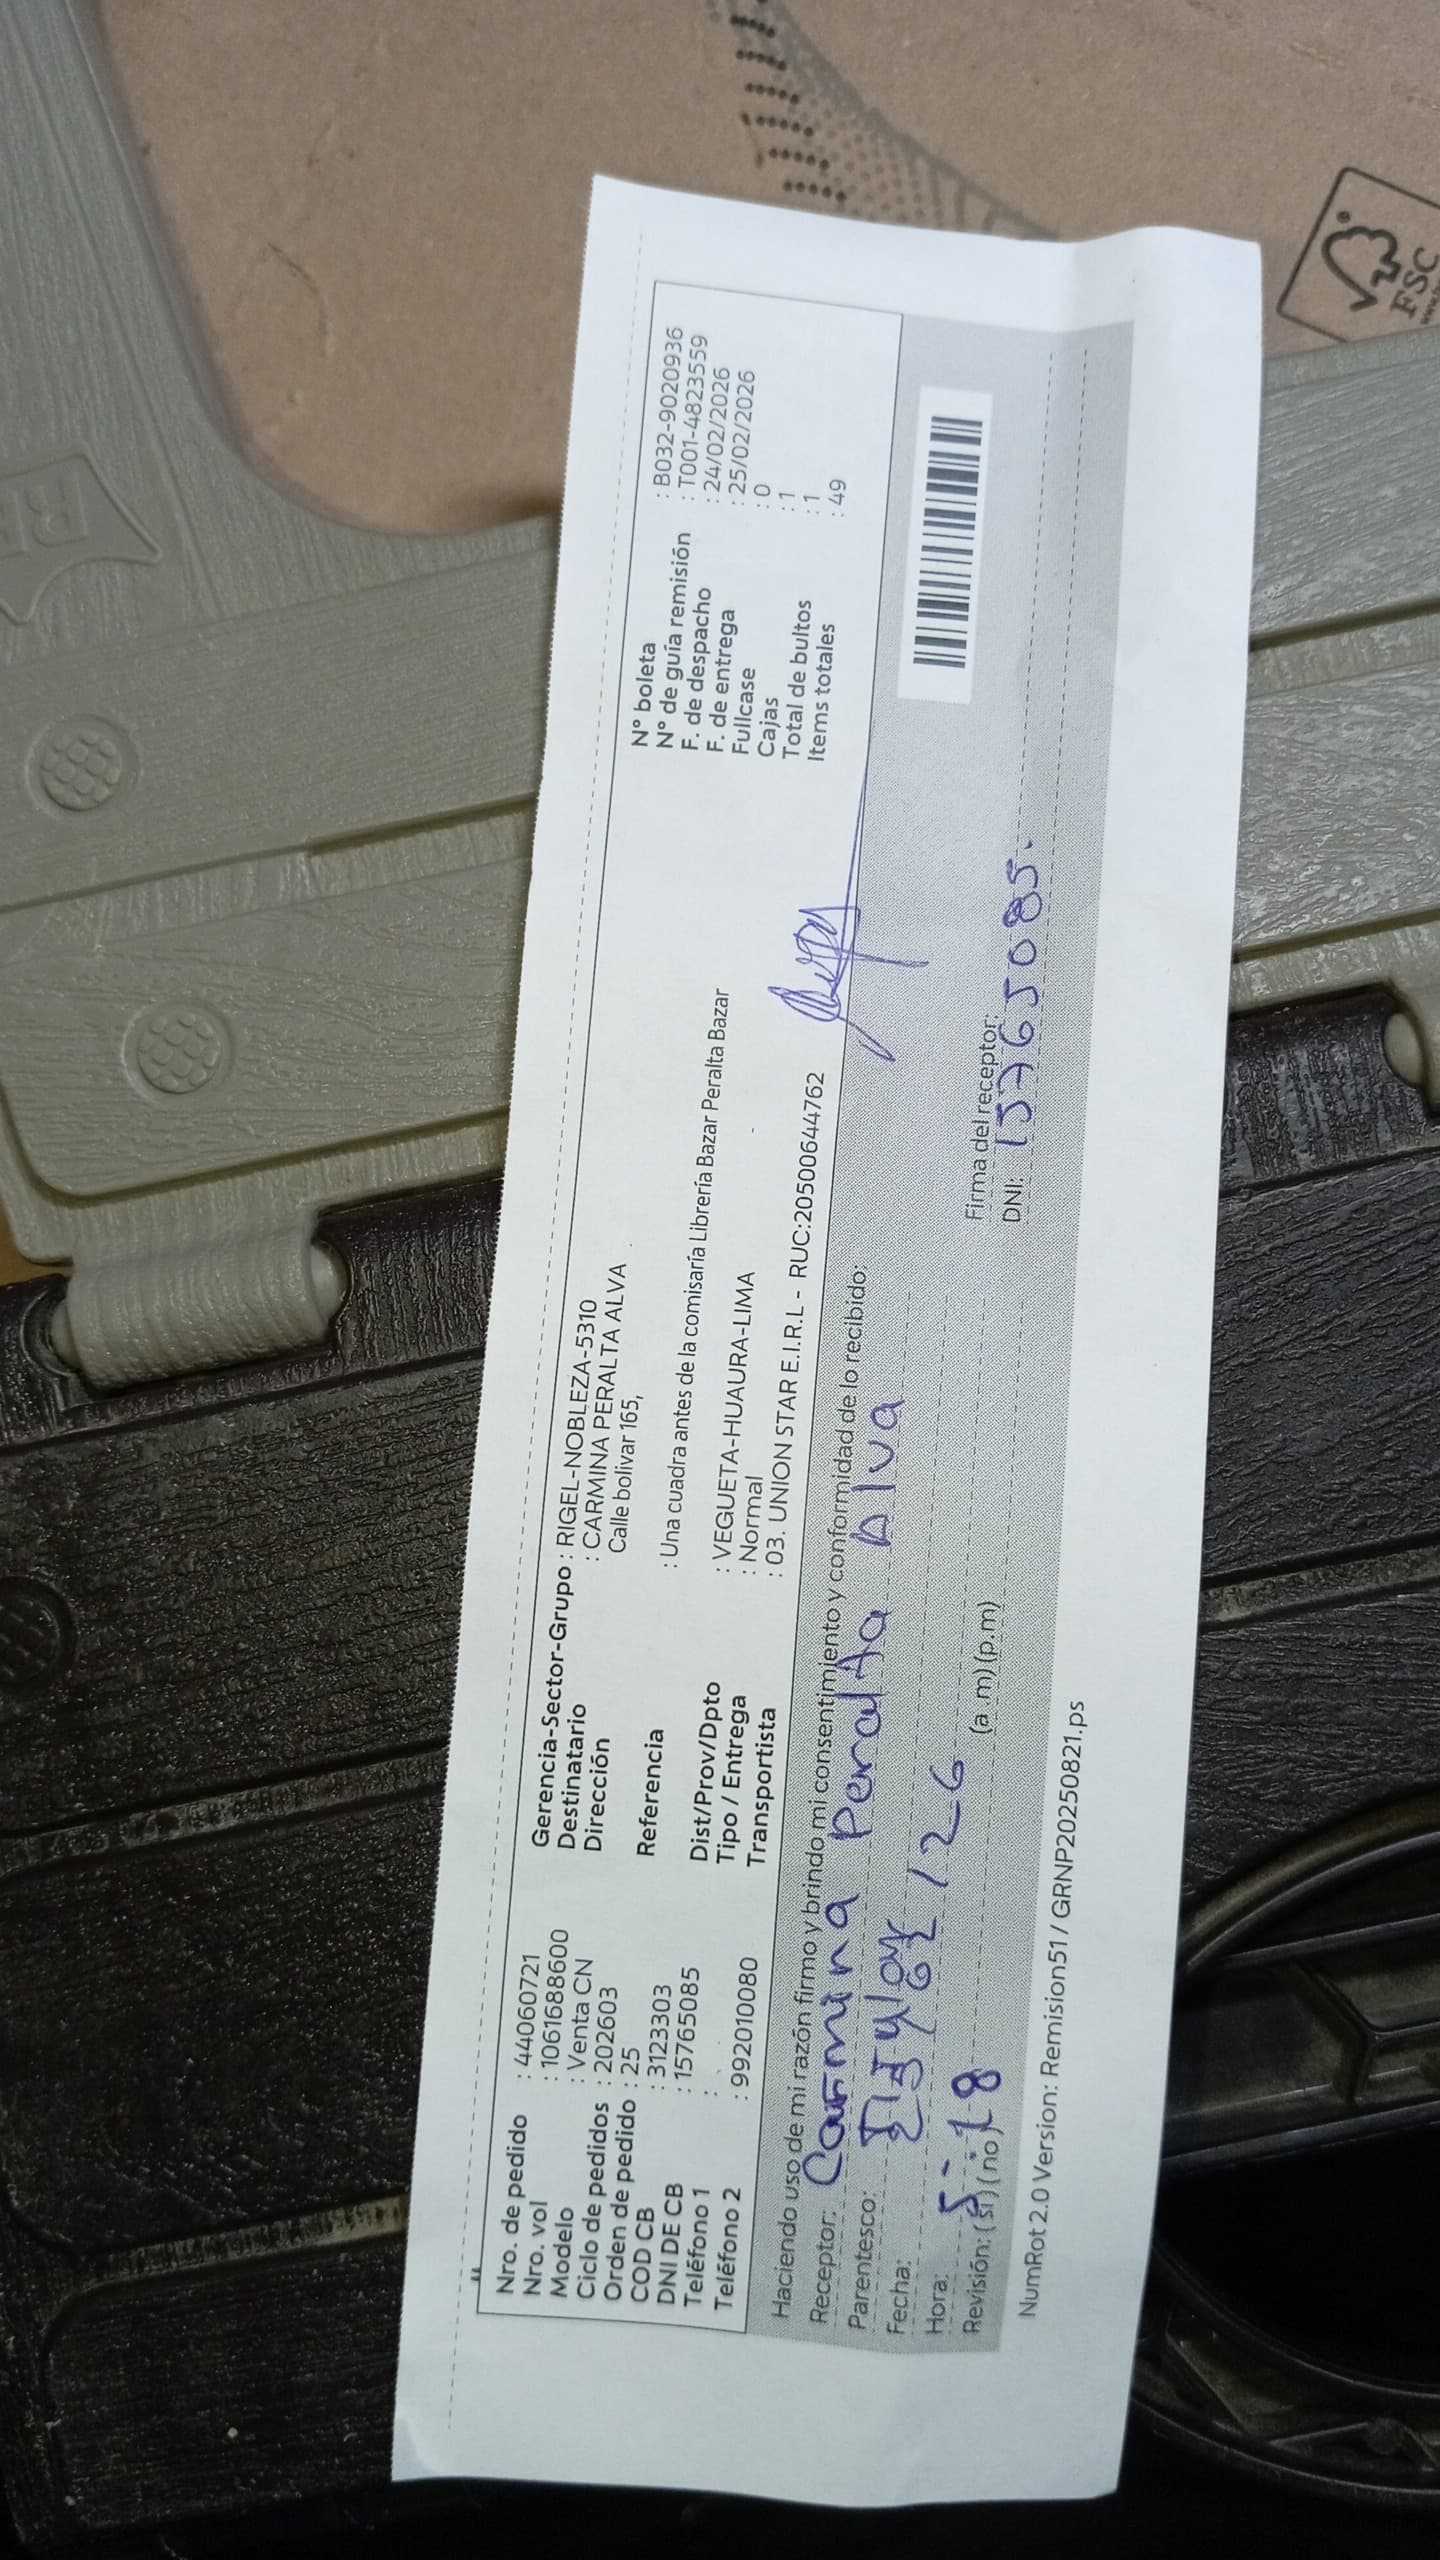 Nro. de pedido : 44060721
Nro. vol : 1061688600
Modelo : Venta CN
Ciclo de pedidos : 202603
Orden de pedido : 25
COD CB : 3123303
DNI DE CB : 15765085
Teléfono 1 :
Teléfono 2 : 992010080
Gerencia-Sector-Grupo : RIGEL-NOBLEZA-5310
Destinatario : CARMINA PERALTA ALVA
Dirección Calle bolivar 165,
Referencia : Una cuadra antes de la comisaría Librería Bazar Peralta Bazar
Dist/Prov/Dpto : VEGUETA-HUAURA-LIMA
Tipo / Entrega : Normal
Transportista : 03. UNION STAR E.I.R.L - RUC:20500644762
N° boleta : B032-9020936
N° de guía remisión : T001-4823559
F. de despacho : 24/02/2026
F. de entrega : 25/02/2026
Fullcase : 0
Cajas : 1
Total de bultos : 1
Items totales : 49
Haciendo uso de mi razón firmo y brindo mi consentimiento y conformidad de lo recibido:
Receptor: Carmina Peralta Alva
Parentesco:
Fecha: /26
Hora: 5- 18 (a.m) (p.m)
Revisión: (si) (no)
Firma del receptor:
DNI: 15765085.
NumRot 2.0 Version: Remision51 / GRNP20250821.ps
FSC